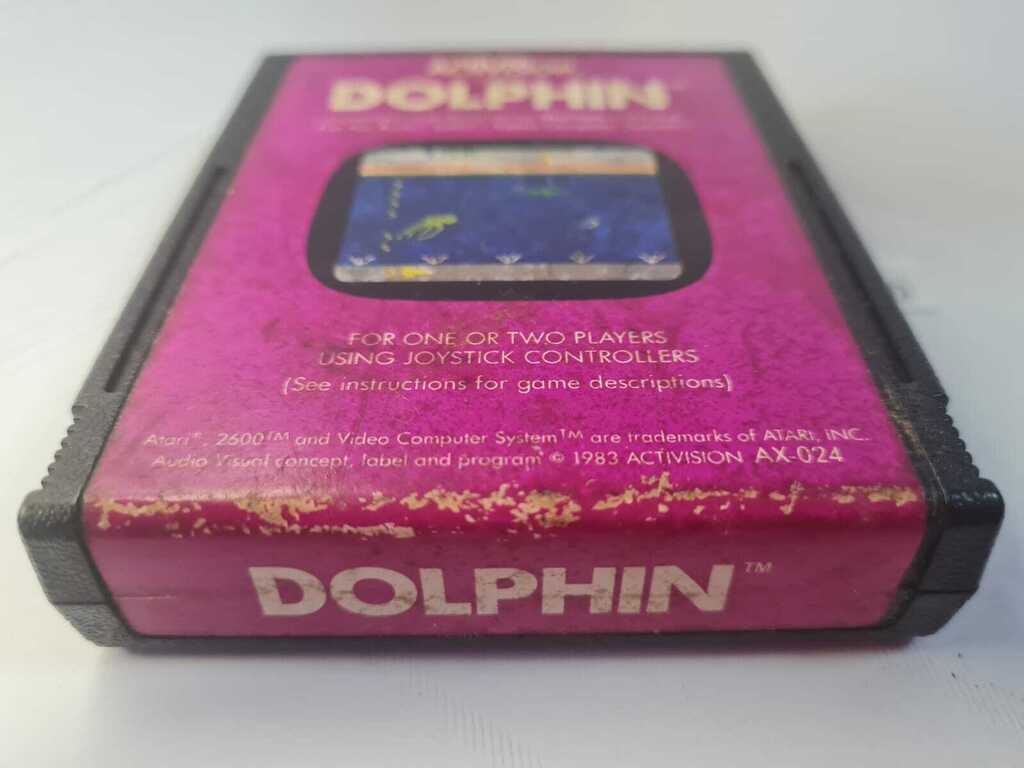 DOLPHIN
FOR ONE OR TWO PLAYERS
USING JOYSTICK CONTROLLERS
(See instructions for game descriptions)
Atari®, 2600™ and Video Computer System™ are trademarks of ATARI, INC.
Audio Visual concept, label and program © 1983 ACTIVISION AX-024
DOLPHIN™